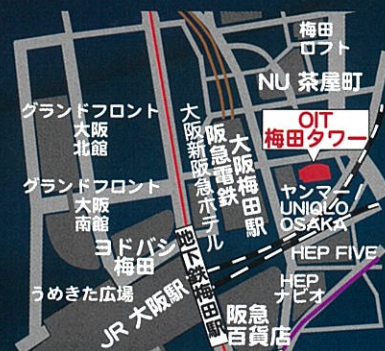 梅田
ロフト
NU 茶屋町
グランドフロント
大阪
北館
OIT
梅田タワー
大阪新阪急ホテル
阪急電鉄
大阪梅田駅
グランドフロント
大阪
南館
ヤンマー/
UNIQLO/
OSAKA
ヨドバシ
梅田
地下鉄梅田駅
HEP FIVE
うめきた広場
HEP
ナビオ
JR 大阪駅
阪急
百貨店